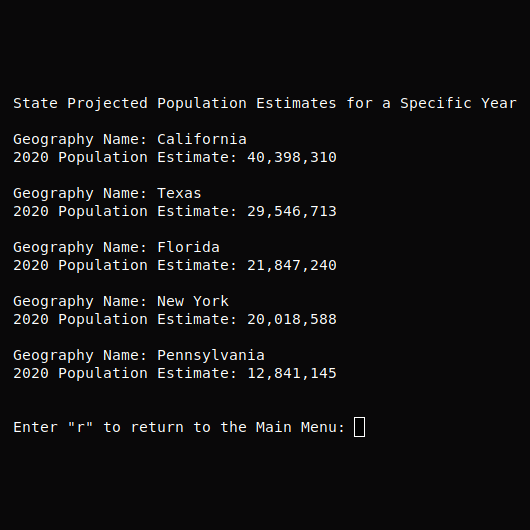 State Projected Population Estimates for a Specific Year
Geography Name: California
2020 Population Estimate: 40,398,310
Geography Name: Texas
2020 Population Estimate: 29,546,713
Geography Name: Florida
2020 Population Estimate: 21,847,240
Geography Name: New York
2020 Population Estimate: 20,018,588
Geography Name: Pennsylvania
2020 Population Estimate: 12,841,145
Enter "r" to return to the Main Menu: